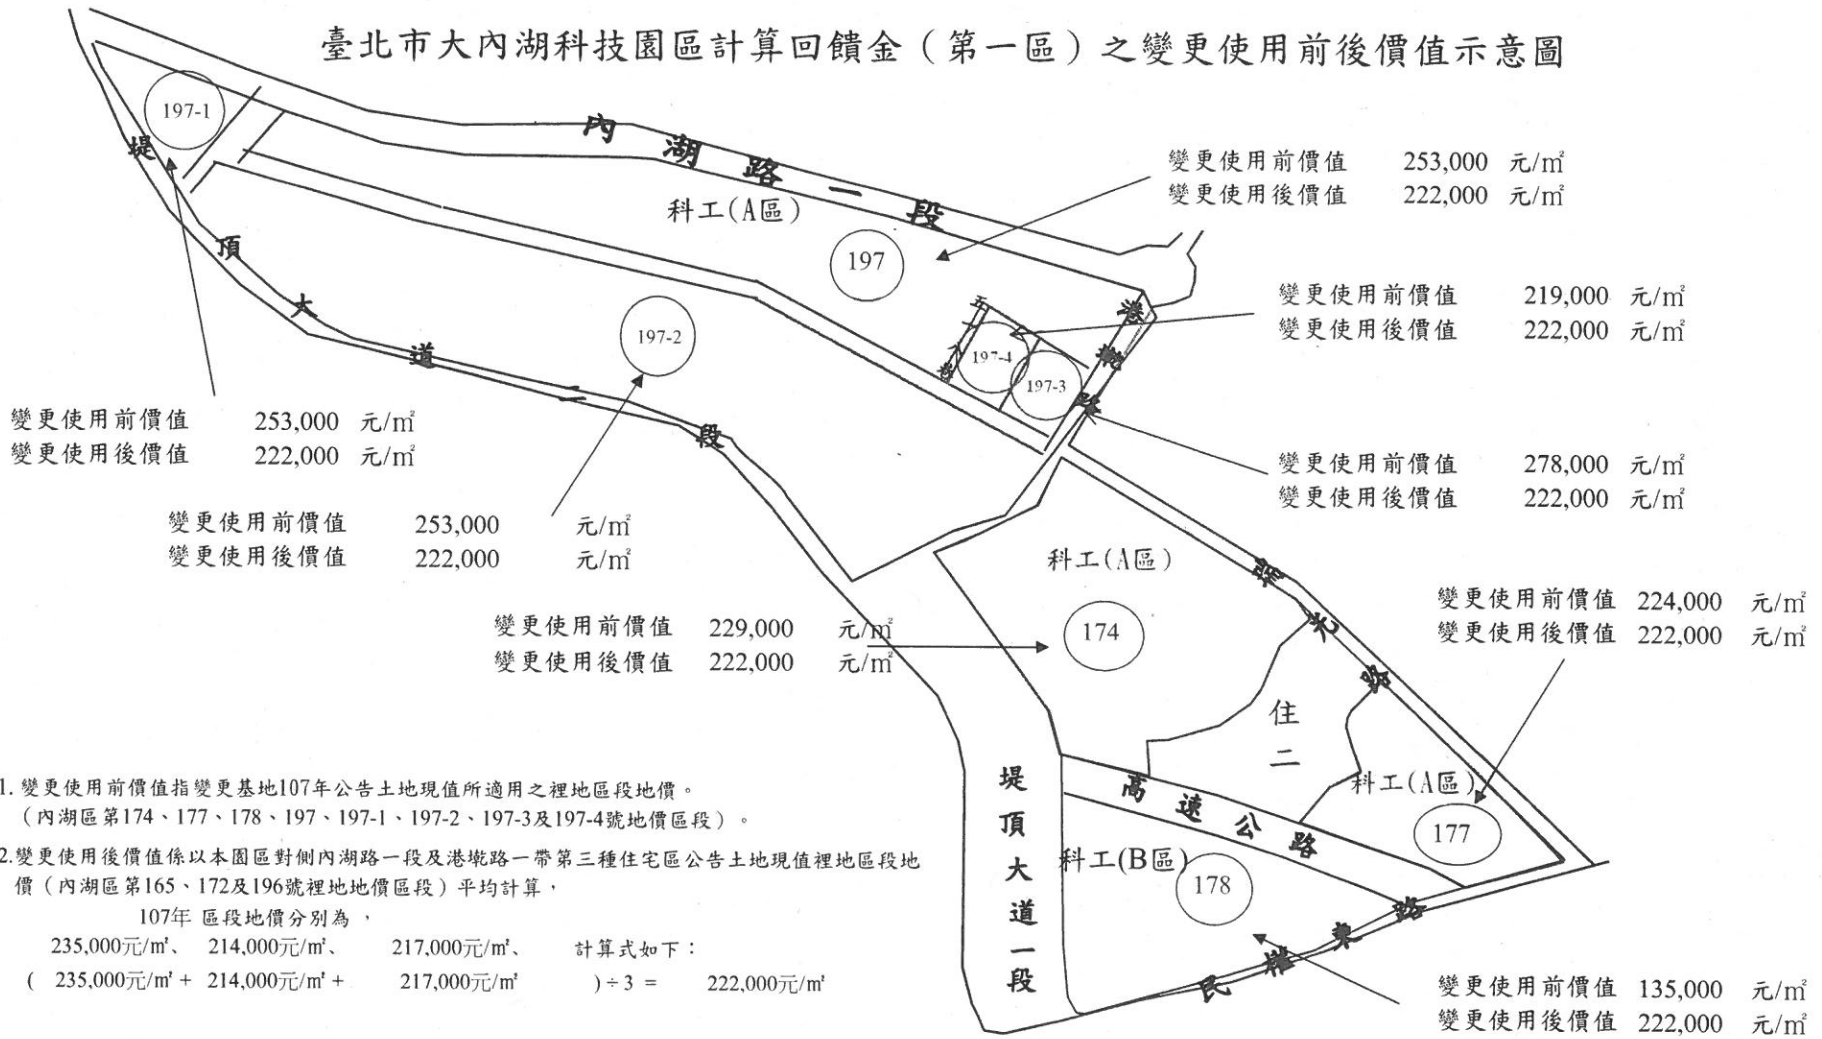 臺北市大內湖科技園區計算回饋金（第一區）之變更使用前後價值示意圖
197-1
堤頂大道二段
內湖路一段
科工(A區)
197
變更使用前價值 253,000 元/㎡
變更使用後價值 222,000 元/㎡
197-2
五十八巷
197-4
197-3
港墘路
變更使用前價值 219,000 元/㎡
變更使用後價值 222,000 元/㎡
變更使用前價值 253,000 元/㎡
變更使用後價值 222,000 元/㎡
變更使用前價值 278,000 元/㎡
變更使用後價值 222,000 元/㎡
變更使用前價值 253,000 元/㎡
變更使用後價值 222,000 元/㎡
科工(A區)
174
瑞光路
變更使用前價值 229,000 元/㎡
變更使用後價值 222,000 元/㎡
變更使用前價值 224,000 元/㎡
變更使用後價值 222,000 元/㎡
住二
科工(A區)
177
高速公路
堤頂大道一段
科工(B區)
178
民權東路
變更使用前價值 135,000 元/㎡
變更使用後價值 222,000 元/㎡
1. 變更使用前價值指變更基地107年公告土地現值所適用之裡地區段地價。
（內湖區第174、177、178、197、197-1、197-2、197-3及197-4號地價區段）。
2.變更使用後價值係以本園區對側內湖路一段及港墘路一帶第三種住宅區公告土地現值裡地區段地
價（內湖區第165、172及196號裡地地價區段）平均計算，
107年 區段地價分別為，
235,000元/㎡、 214,000元/㎡、 217,000元/㎡、 計算式如下：
( 235,000元/㎡ + 214,000元/㎡ + 217,000元/㎡ ) ÷ 3 = 222,000元/㎡